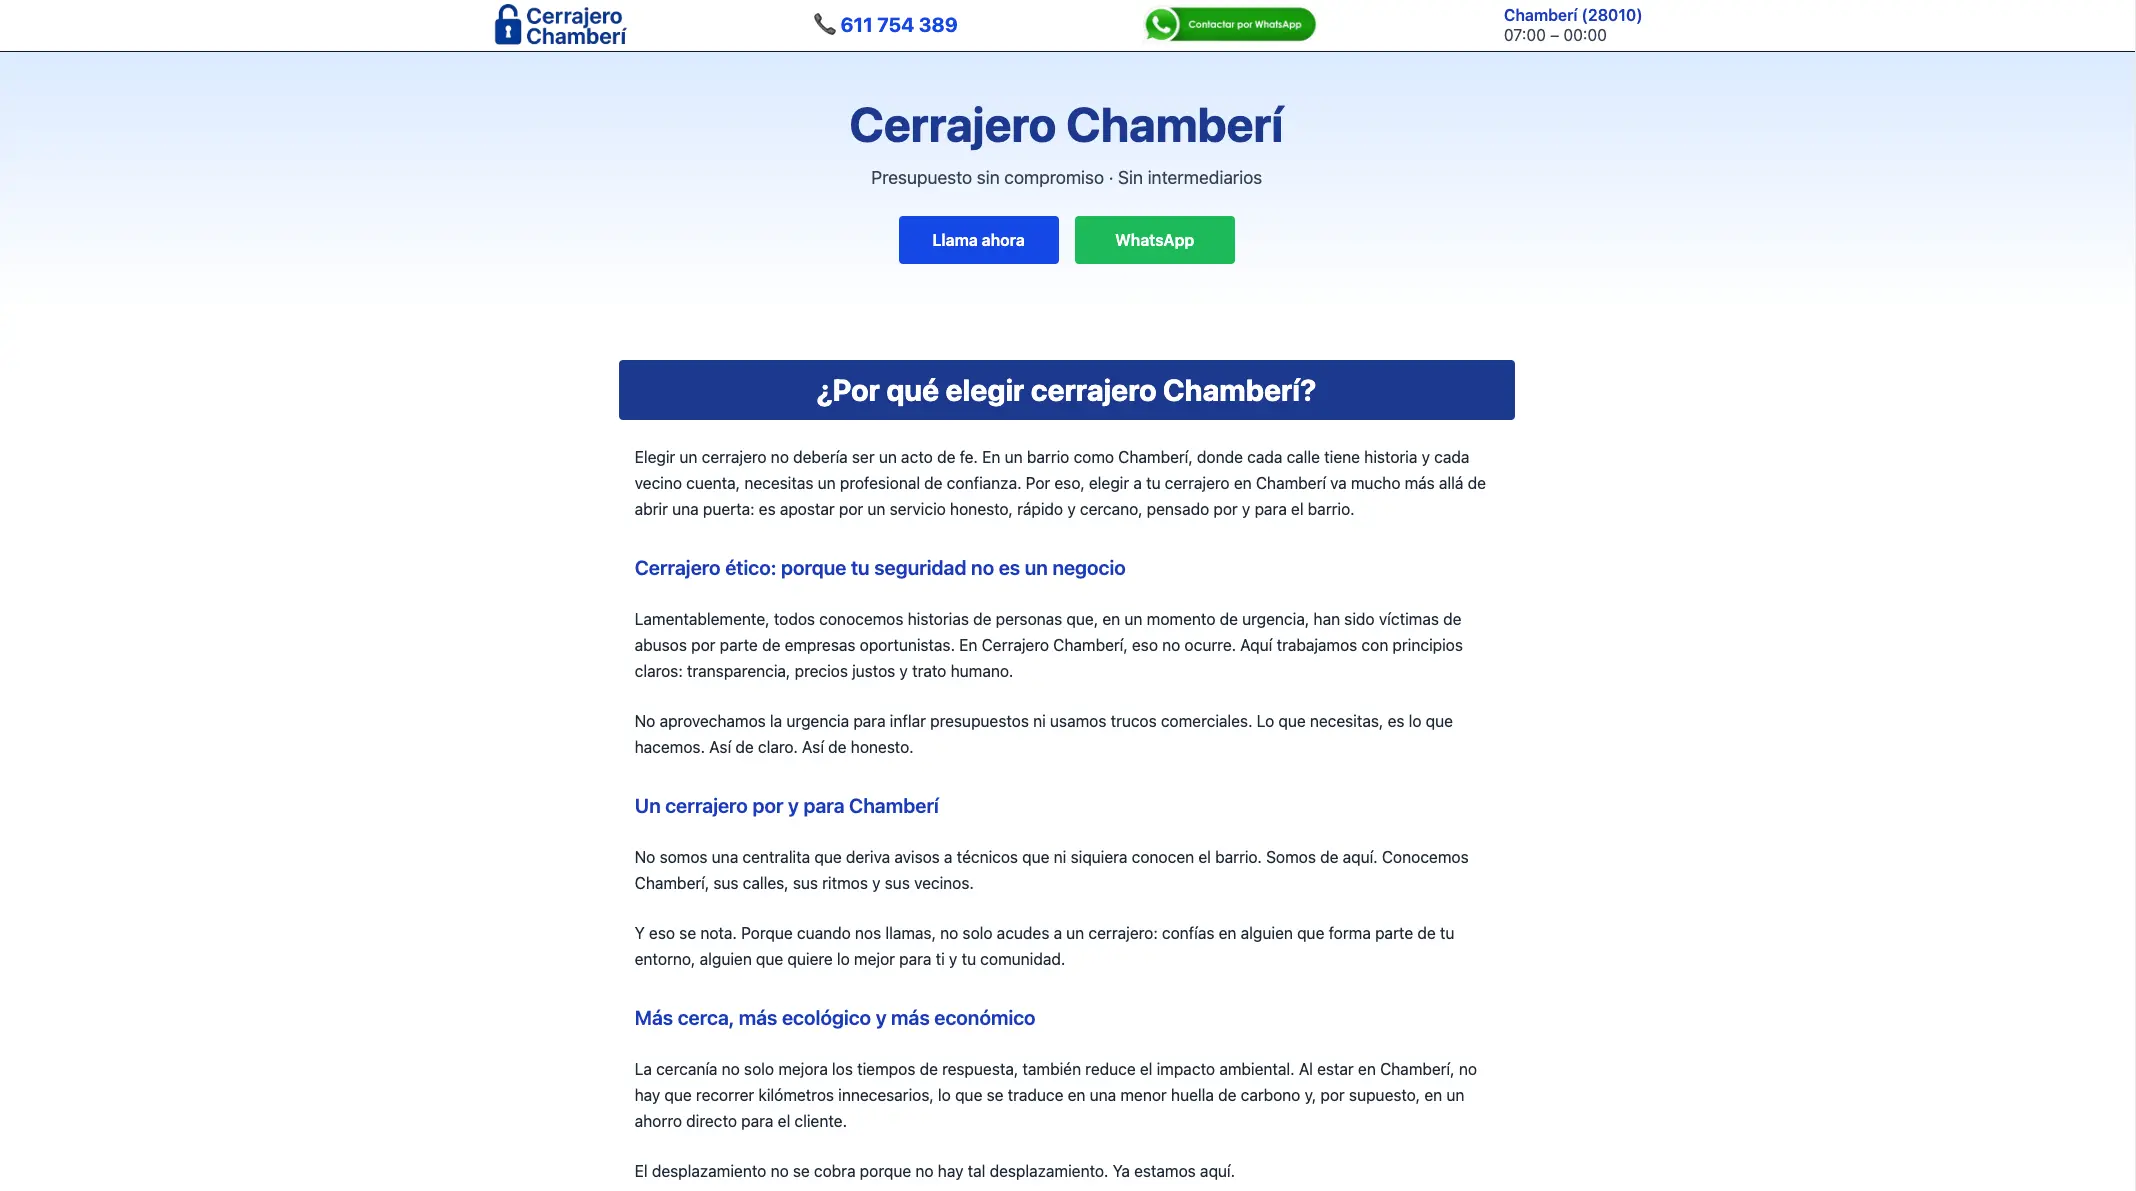 Cerrajero
Chamberí
611 754 389
Contactar por WhatsApp
Chamberí (28010)
07:00 – 00:00
Cerrajero Chamberí
Presupuesto sin compromiso · Sin intermediarios
Llama ahora
WhatsApp
¿Por qué elegir cerrajero Chamberí?
Elegir un cerrajero no debería ser un acto de fe. En un barrio como Chamberí, donde cada calle tiene historia y cada
vecino cuenta, necesitas un profesional de confianza. Por eso, elegir a tu cerrajero en Chamberí va mucho más allá de
abrir una puerta: es apostar por un servicio honesto, rápido y cercano, pensado por y para el barrio.
Cerrajero ético: porque tu seguridad no es un negocio
Lamentablemente, todos conocemos historias de personas que, en un momento de urgencia, han sido víctimas de
abusos por parte de empresas oportunistas. En Cerrajero Chamberí, eso no ocurre. Aquí trabajamos con principios
claros: transparencia, precios justos y trato humano.
No aprovechamos la urgencia para inflar presupuestos ni usamos trucos comerciales. Lo que necesitas, es lo que
hacemos. Así de claro. Así de honesto.
Un cerrajero por y para Chamberí
No somos una centralita que deriva avisos a técnicos que ni siquiera conocen el barrio. Somos de aquí. Conocemos
Chamberí, sus calles, sus ritmos y sus vecinos.
Y eso se nota. Porque cuando nos llamas, no solo acudes a un cerrajero: confías en alguien que forma parte de tu
entorno, alguien que quiere lo mejor para ti y tu comunidad.
Más cerca, más ecológico y más económico
La cercanía no solo mejora los tiempos de respuesta, también reduce el impacto ambiental. Al estar en Chamberí, no
hay que recorrer kilómetros innecesarios, lo que se traduce en una menor huella de carbono y, por supuesto, en un
ahorro directo para el cliente.
El desplazamiento no se cobra porque no hay tal desplazamiento. Ya estamos aquí.